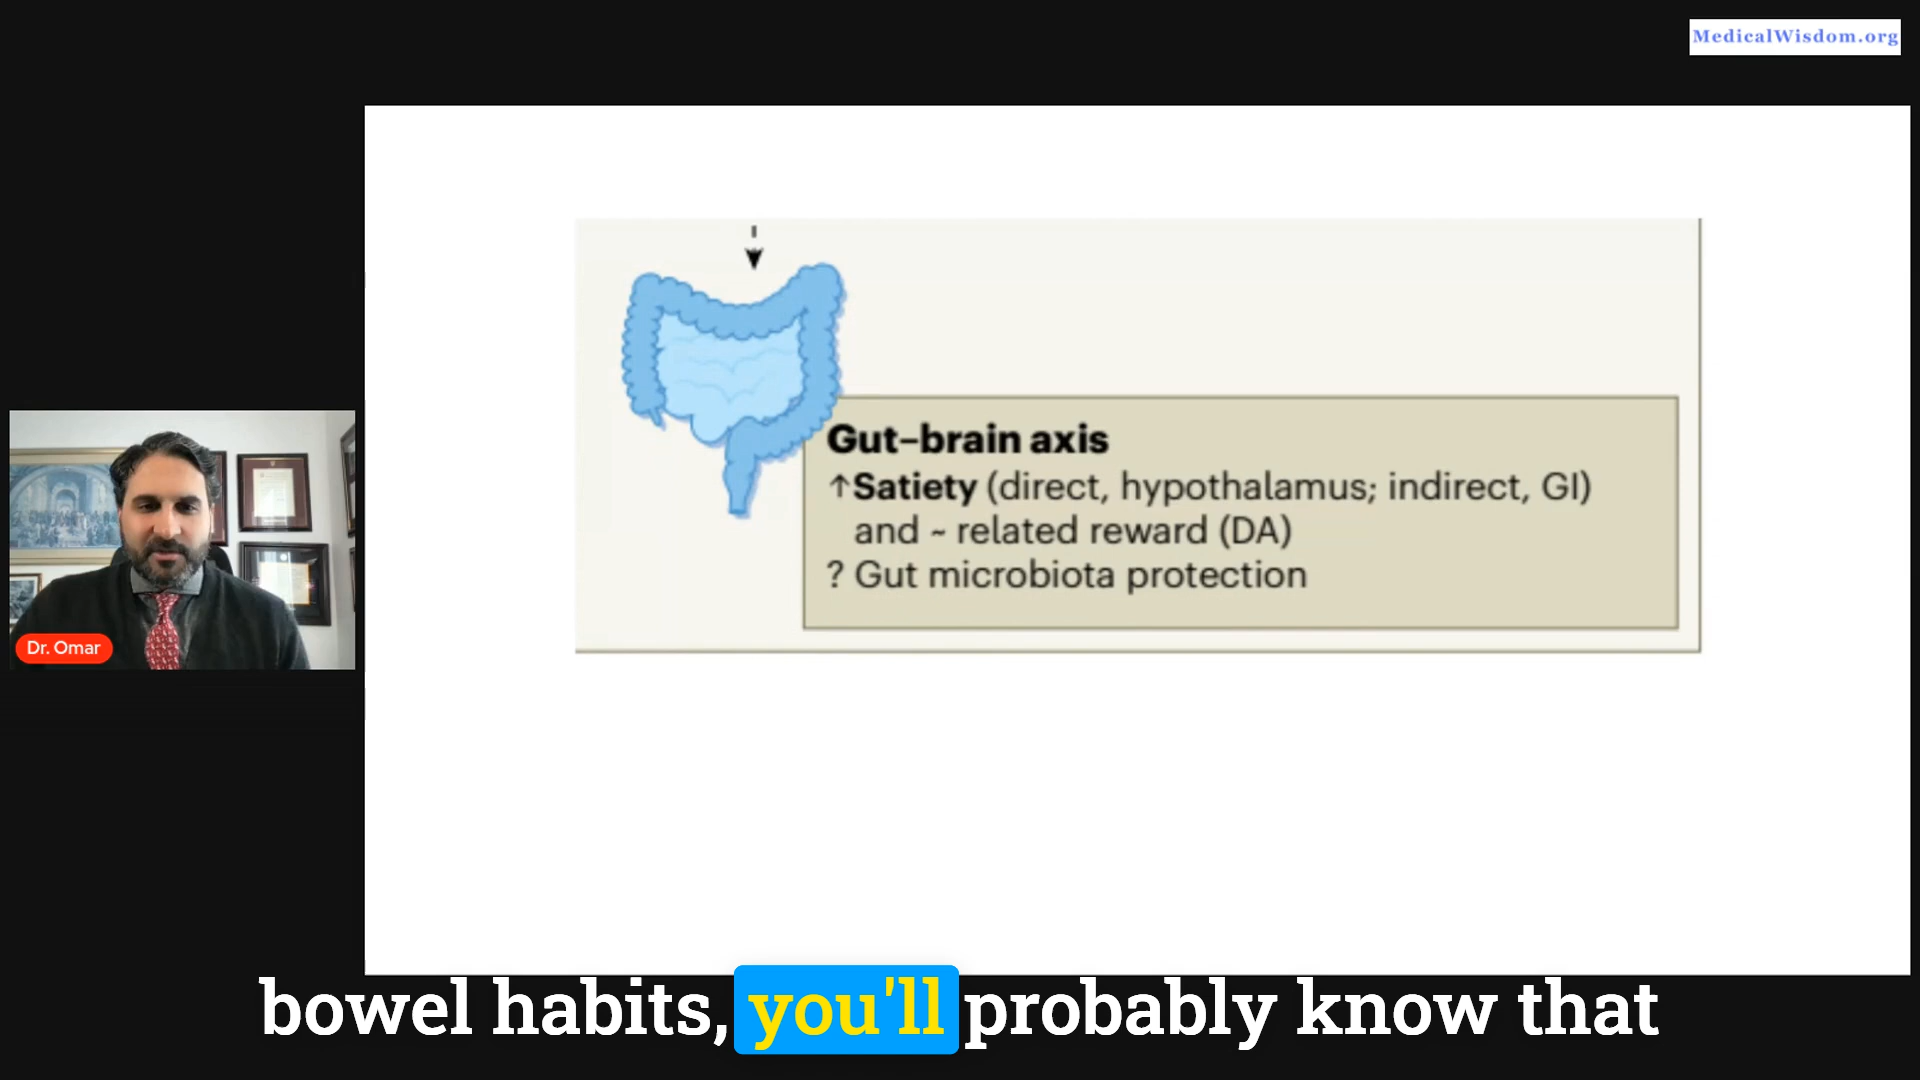 MedicalWisdom.org
Gut–brain axis
↑Satiety (direct, hypothalamus; indirect, GI)
and ~ related reward (DA)
? Gut microbiota protection
Dr. Omar
bowel habits, you'll probably know that